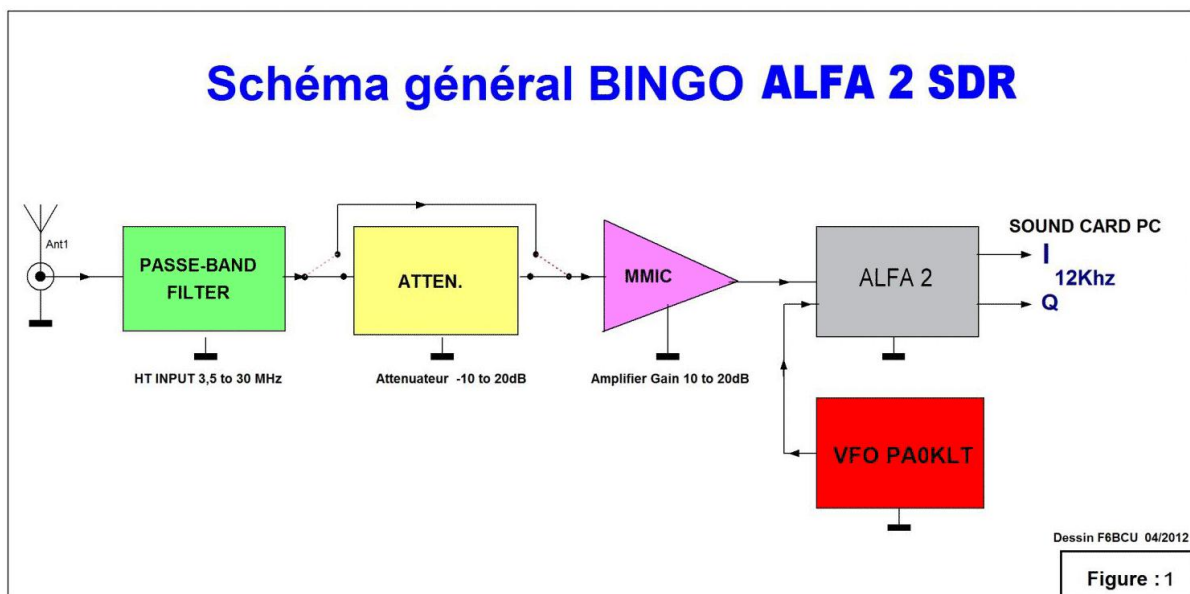 Schéma général BINGO ALFA 2 SDR
Ant1
PASSE-BAND
FILTER
HT INPUT 3,5 to 30 MHz
ATTEN.
Attenuateur -10 to 20dB
MMIC
Amplifier Gain 10 to 20dB
ALFA 2
SOUND CARD PC
I
12Khz
Q
VFO PA0KLT
Dessin F6BCU 04/2012
Figure : 1